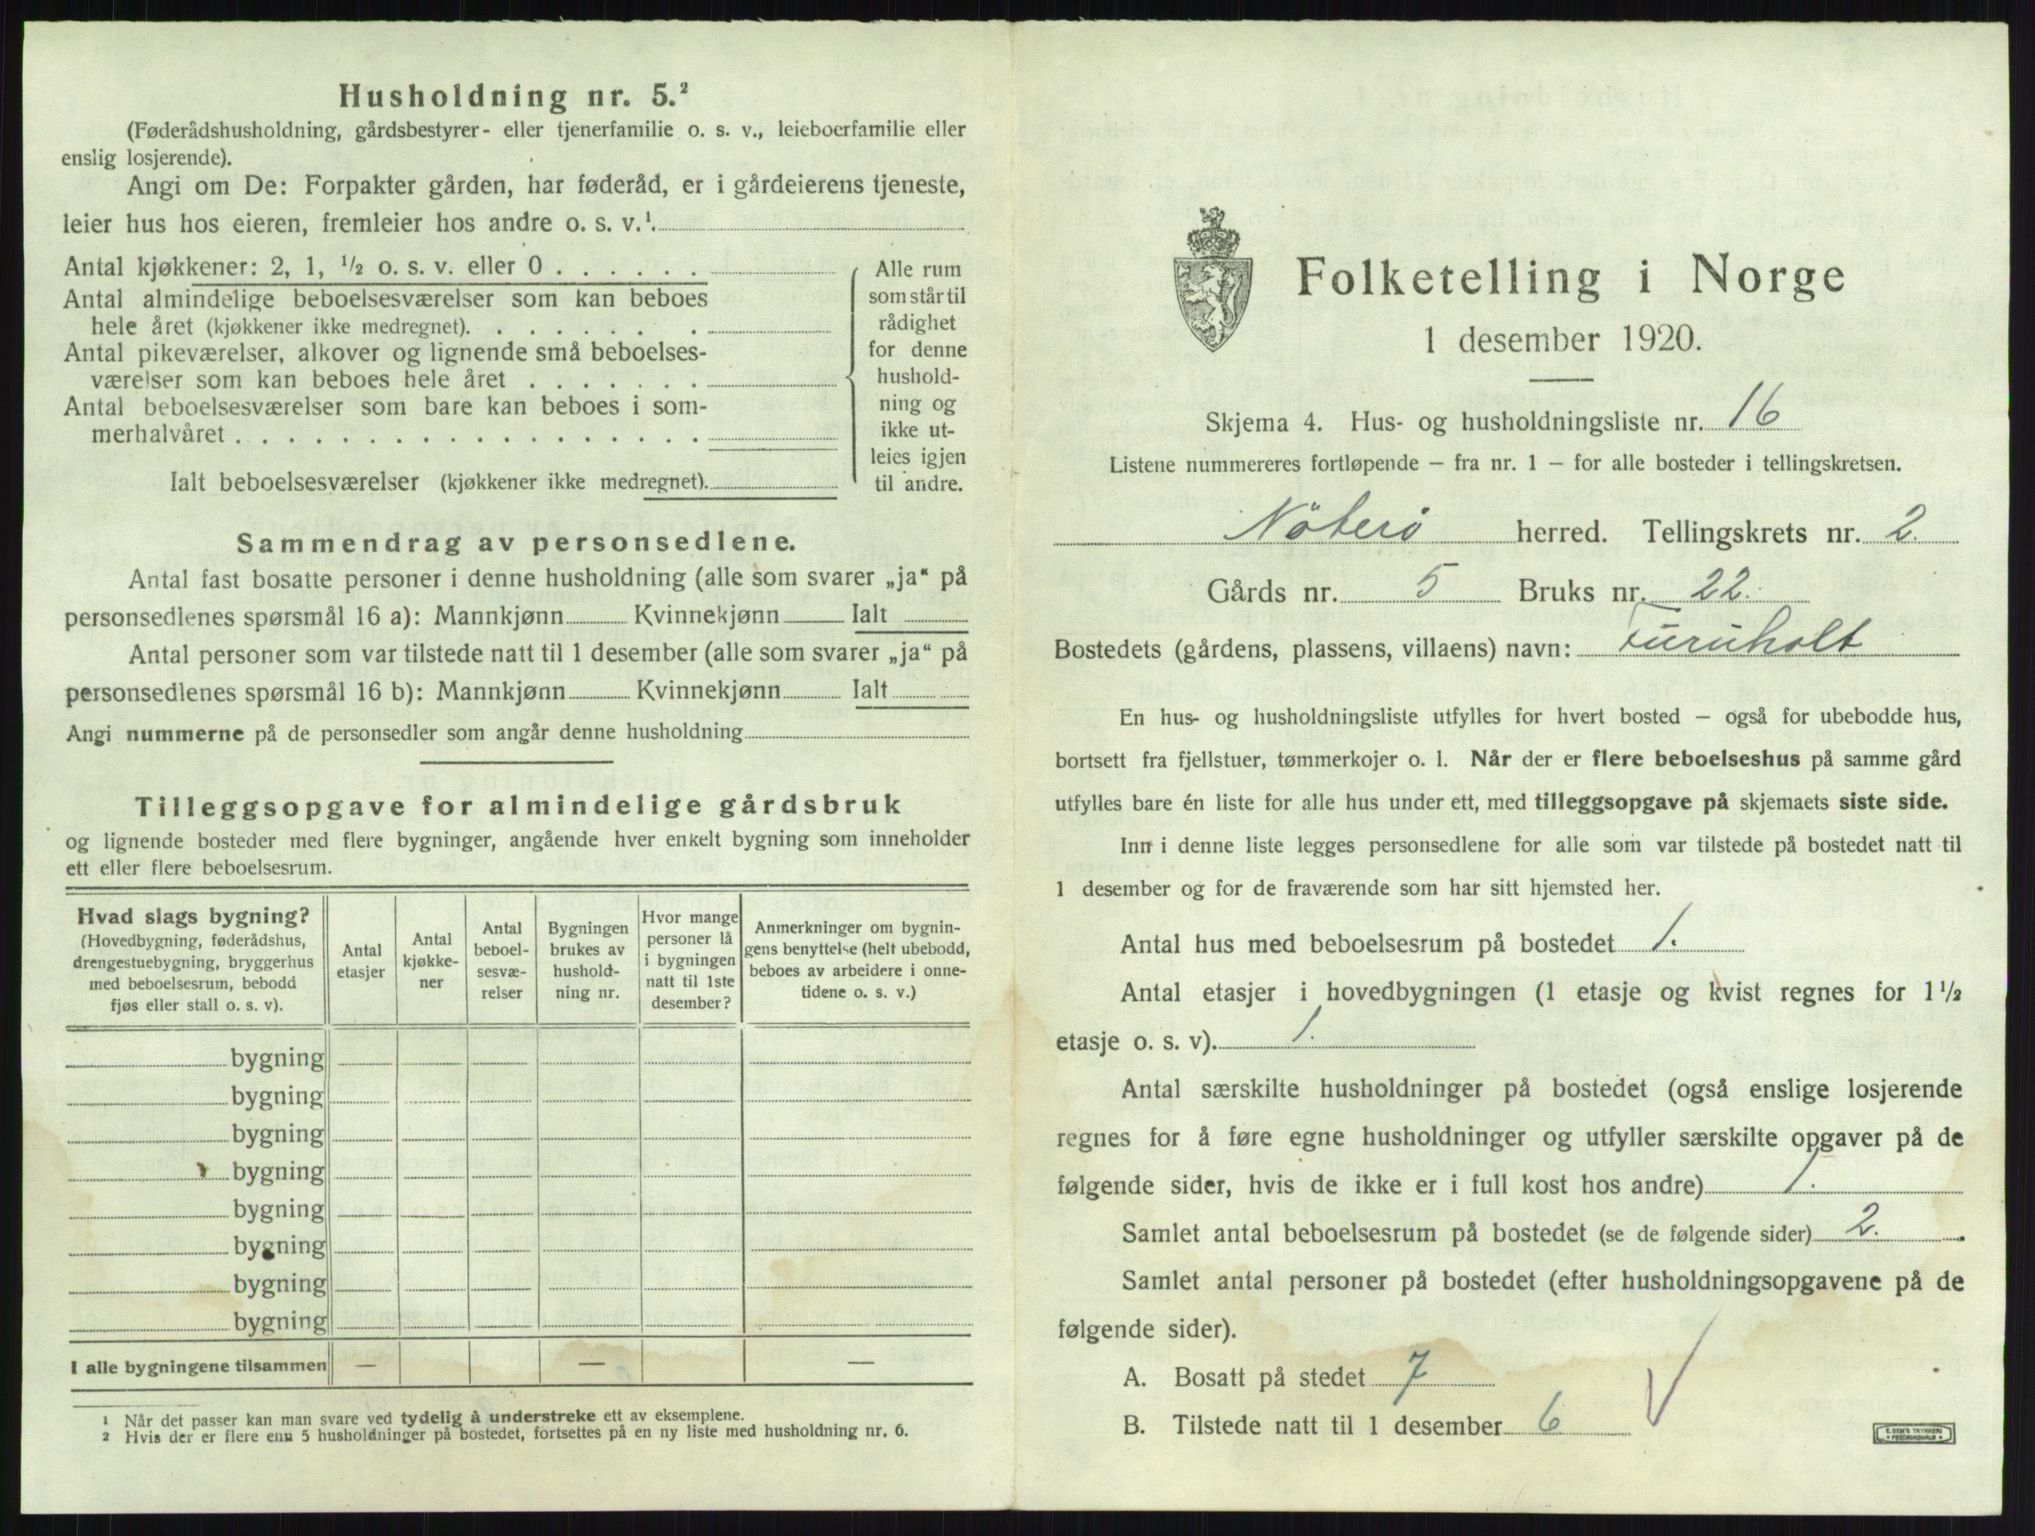 Husholdning nr. 5.²
(Føderådshusholdning, gårdsbestyrer- eller tjenerfamilie o. s. v., leieboerfamilie eller
enslig losjerende).
Angi om De: Forpakter gården, har føderåd, er i gårdeierens tjeneste,
leier hus hos eieren, fremleier hos andre o. s. v.¹.
Antal kjøkkener: 2, 1, ½ o. s. v. eller 0 . . . . . .
Antal almindelige beboelsesværelser som kan beboes
hele året (kjøkkener ikke medregnet). . . . . . . .
Antal pikeværelser, alkover og lignende små beboelses-
værelser som kan beboes hele året . . . . . . .
Antal beboelsesværelser som bare kan beboes i som-
merhalvåret . . . . . . . . . . . . . . . . . .
Ialt beboelsesværelser (kjøkkener ikke medregnet).
Alle rum
som står til
rådighet
for denne
hushold-
ning og
ikke ut-
leies igjen
til andre.
Sammendrag av personsedlene.
Antal fast bosatte personer i denne husholdning (alle som svarer „ja“ på
personsedlenes spørsmål 16 a): Mannkjønn Kvinnekjønn Ialt
Antal personer som var tilstede natt til 1 desember (alle som svarer „ja“ på
personsedlenes spørsmål 16 b): Mannkjønn Kvinnekjønn Ialt
Angi nummerne på de personsedler som angår denne husholdning
Tilleggsopgave for almindelige gårdsbruk
og lignende bosteder med flere bygninger, angående hver enkelt bygning som inneholder
ett eller flere beboelsesrum.
Hvad slags bygning?
(Hovedbygning, føderådshus,
drengestuebygning, bryggerhus
med beboelsesrum, bebodd
fjøs eller stall o. s. v).
Antal
etasjer
Antal
kjøkke-
ner
Antal
beboel-
sesvæ-
relser
Bygningen
brukes av
hushold-
ning nr.
Hvor mange
personer lå
i bygningen
natt til 1ste
desember?
Anmerkninger om bygnin-
gens benyttelse (helt ubebodd,
beboes av arbeidere i onne-
tidene o. s. v.)
bygning
bygning
bygning
bygning
bygning
bygning
bygning
bygning
I alle bygningene tilsammen — — —
¹ Når det passer kan man svare ved tydelig å understreke ett av eksemplene.
² Hvis der er flere enn 5 husholdninger på bostedet, fortsettes på en ny liste med husholdning nr. 6.
Folketelling i Norge
1 desember 1920.
Skjema 4. Hus- og husholdningsliste nr. 16
Listene nummereres fortløpende — fra nr. 1 — for alle bosteder i tellingskretsen.
Nöterö herred. Tellingskrets nr. 2.
Gårds nr. 5 Bruks nr. 22.
Bostedets (gårdens, plassens, villaens) navn: Furuholt
En hus- og husholdningsliste utfylles for hvert bosted — også for ubebodde hus,
bortsett fra fjellstuer, tømmerkojer o. l. Når der er flere beboelseshus på samme gård
utfylles bare én liste for alle hus under ett, med tilleggsopgave på skjemaets siste side.
Inn i denne liste legges personsedlene for alle som var tilstede på bostedet natt til
1 desember og for de fraværende som har sitt hjemsted her.
Antal hus med beboelsesrum på bostedet 1.
Antal etasjer i hovedbygningen (1 etasje og kvist regnes for 1½
etasje o. s. v). 1.
Antal særskilte husholdninger på bostedet (også enslige losjerende
regnes for å føre egne husholdninger og utfyller særskilte opgaver på de
følgende sider, hvis de ikke er i full kost hos andre) 1.
Samlet antal beboelsesrum på bostedet (se de følgende sider) 2.
Samlet antal personer på bostedet (efter husholdningsopgavene på de
følgende sider).
A. Bosatt på stedet 7
B. Tilstede natt til 1 desember 6
E. SEM'S TRYKKERI
FREDRIKSHALD